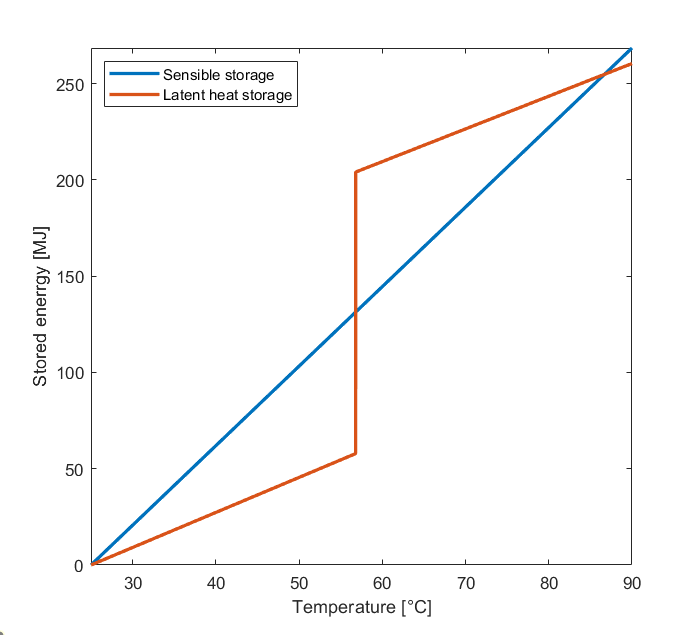 Sensible storage
Latent heat storage
250
200
150
100
50
0
Stored enerrgy [MJ]
30 40 50 60 70 80 90
Temperature [°C]